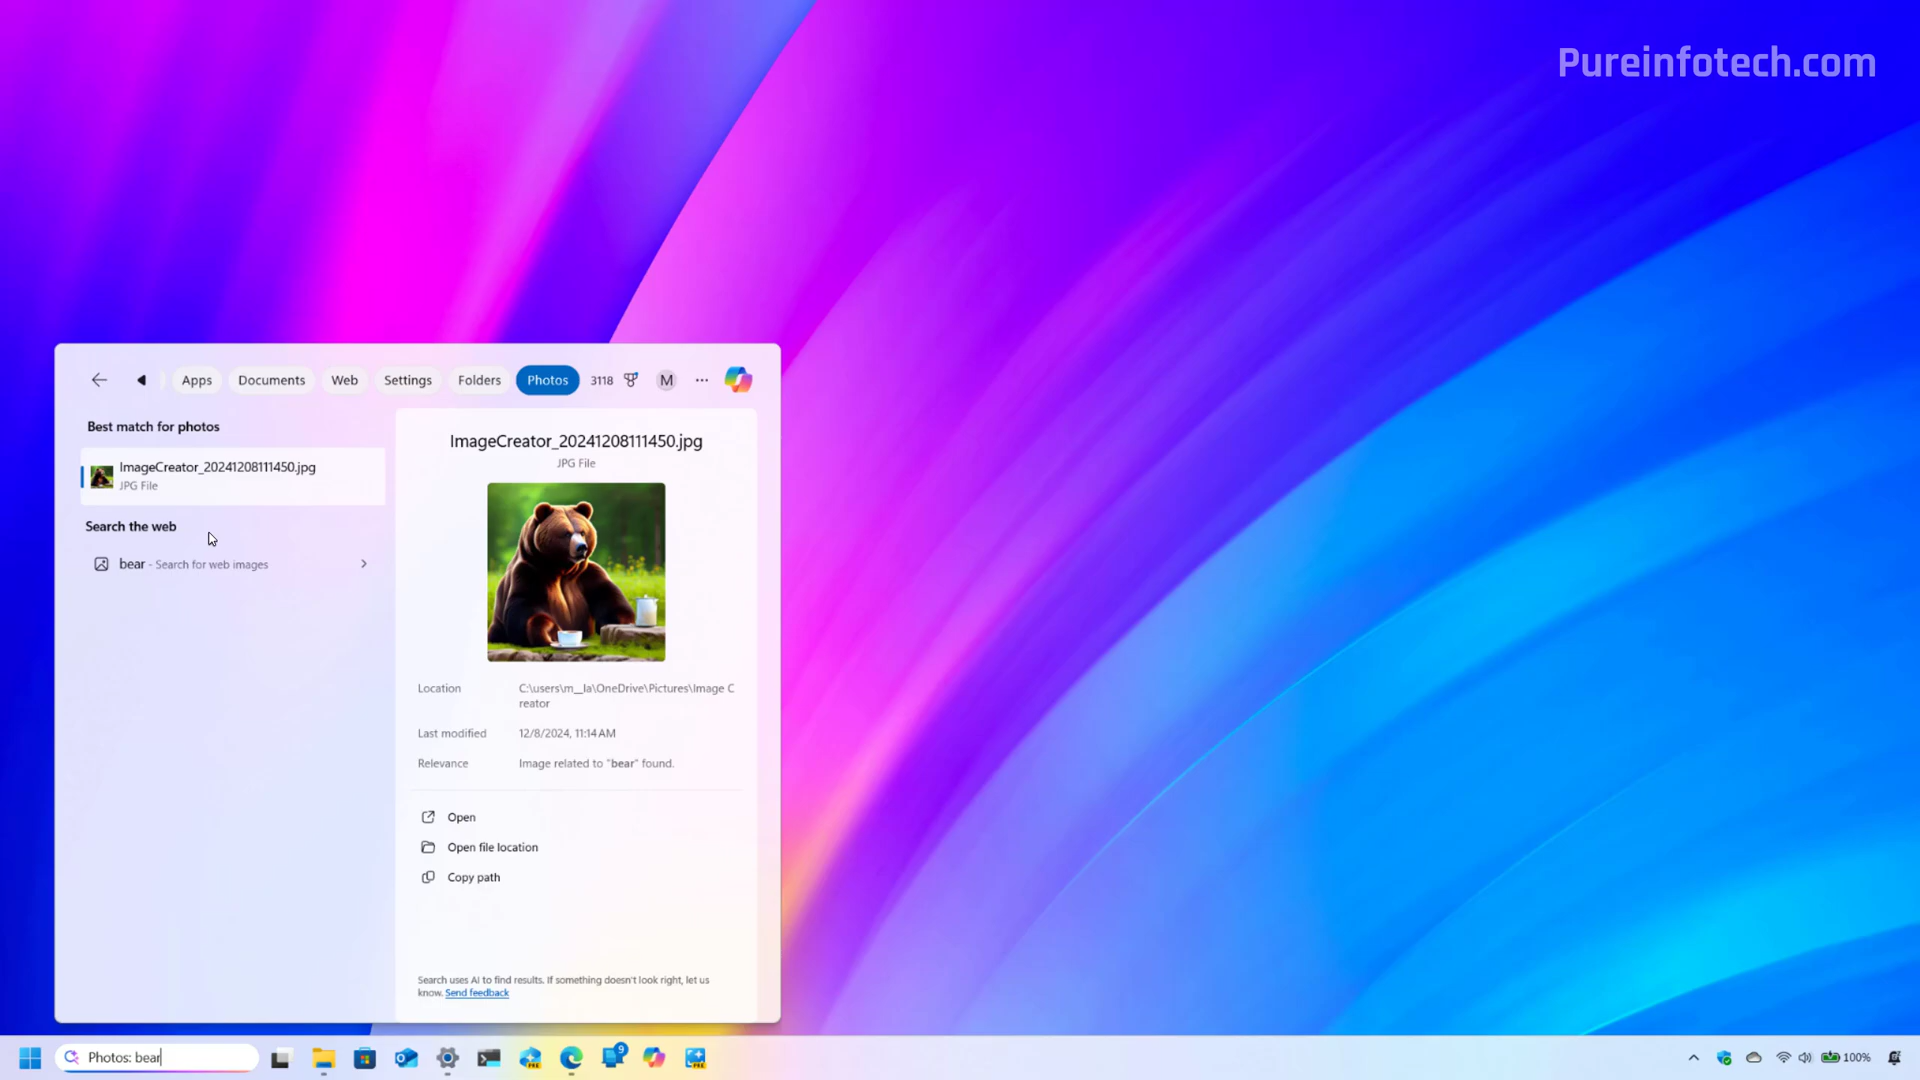 Pureinfotech.com
Apps Documents Web Settings Folders Photos 3118 M
Best match for photos
ImageCreator_20241208111450.jpg
JPG File
Search the web
bear - Search for web images
ImageCreator_20241208111450.jpg
JPG File
Location C:\users\m__la\OneDrive\Pictures\Image C
reator
Last modified 12/8/2024, 11:14 AM
Relevance Image related to "bear" found.
Open
Open file location
Copy path
Search uses AI to find results. If something doesn't look right, let us
know. Send feedback
Photos: bear
PRE
9
PRE
100%